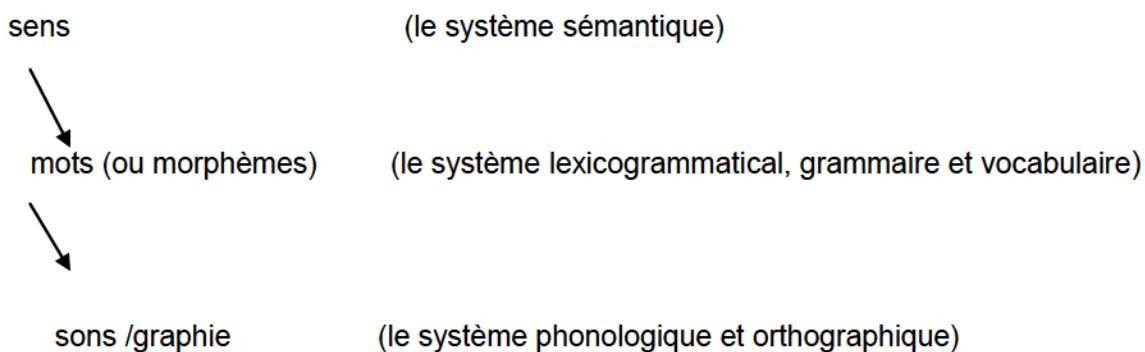 sens (le système sémantique)
mots (ou morphèmes) (le système lexicogrammatical, grammaire et vocabulaire)
sons /graphie (le système phonologique et orthographique)